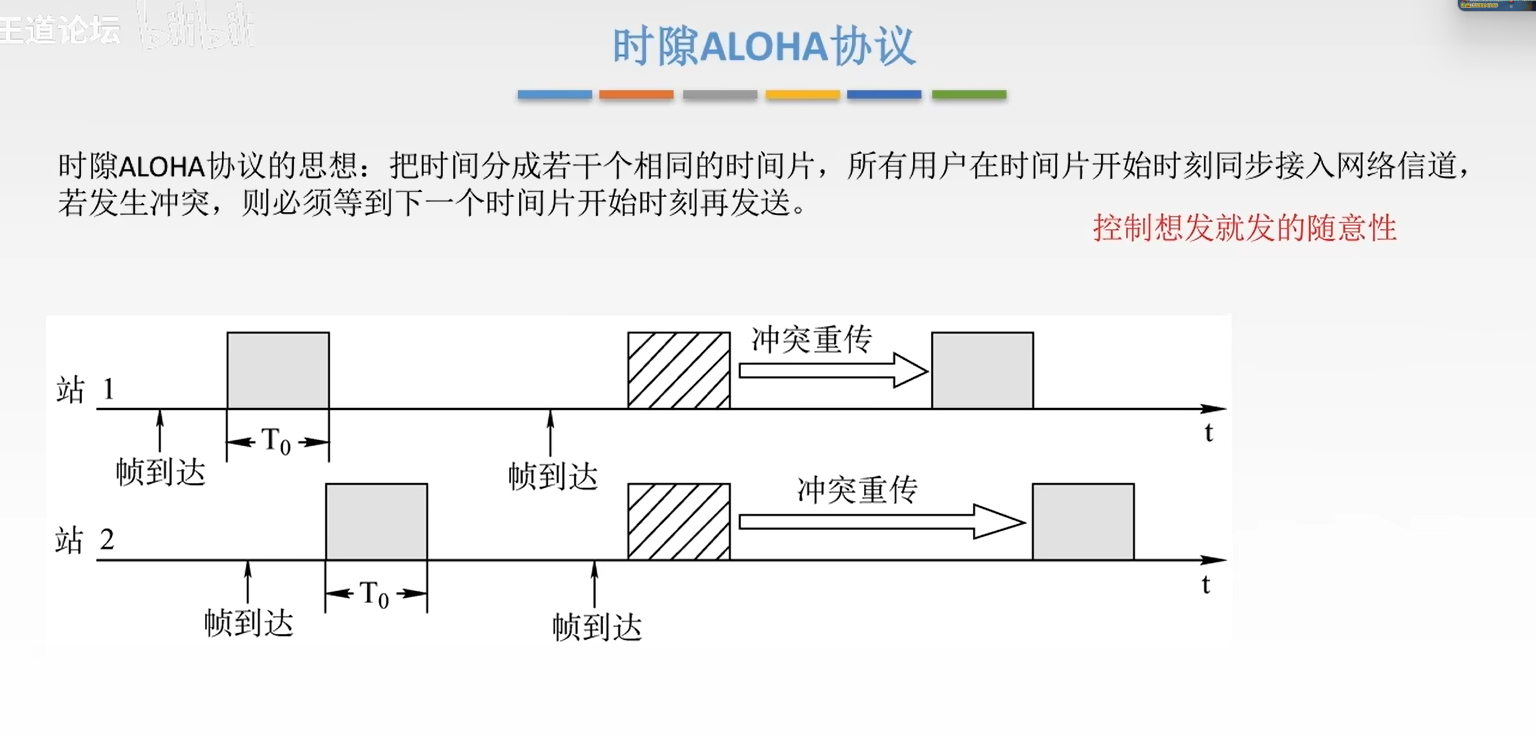 王道论坛 bilibili
时隙ALOHA协议
时隙ALOHA协议的思想：把时间分成若干个相同的时间片，所有用户在时间片开始时刻同步接入网络信道，
若发生冲突，则必须等到下一个时间片开始时刻再发送。
控制想发就发的随意性
冲突重传
站 1
T0
t
帧到达
帧到达
冲突重传
站 2
T0
t
帧到达
帧到达